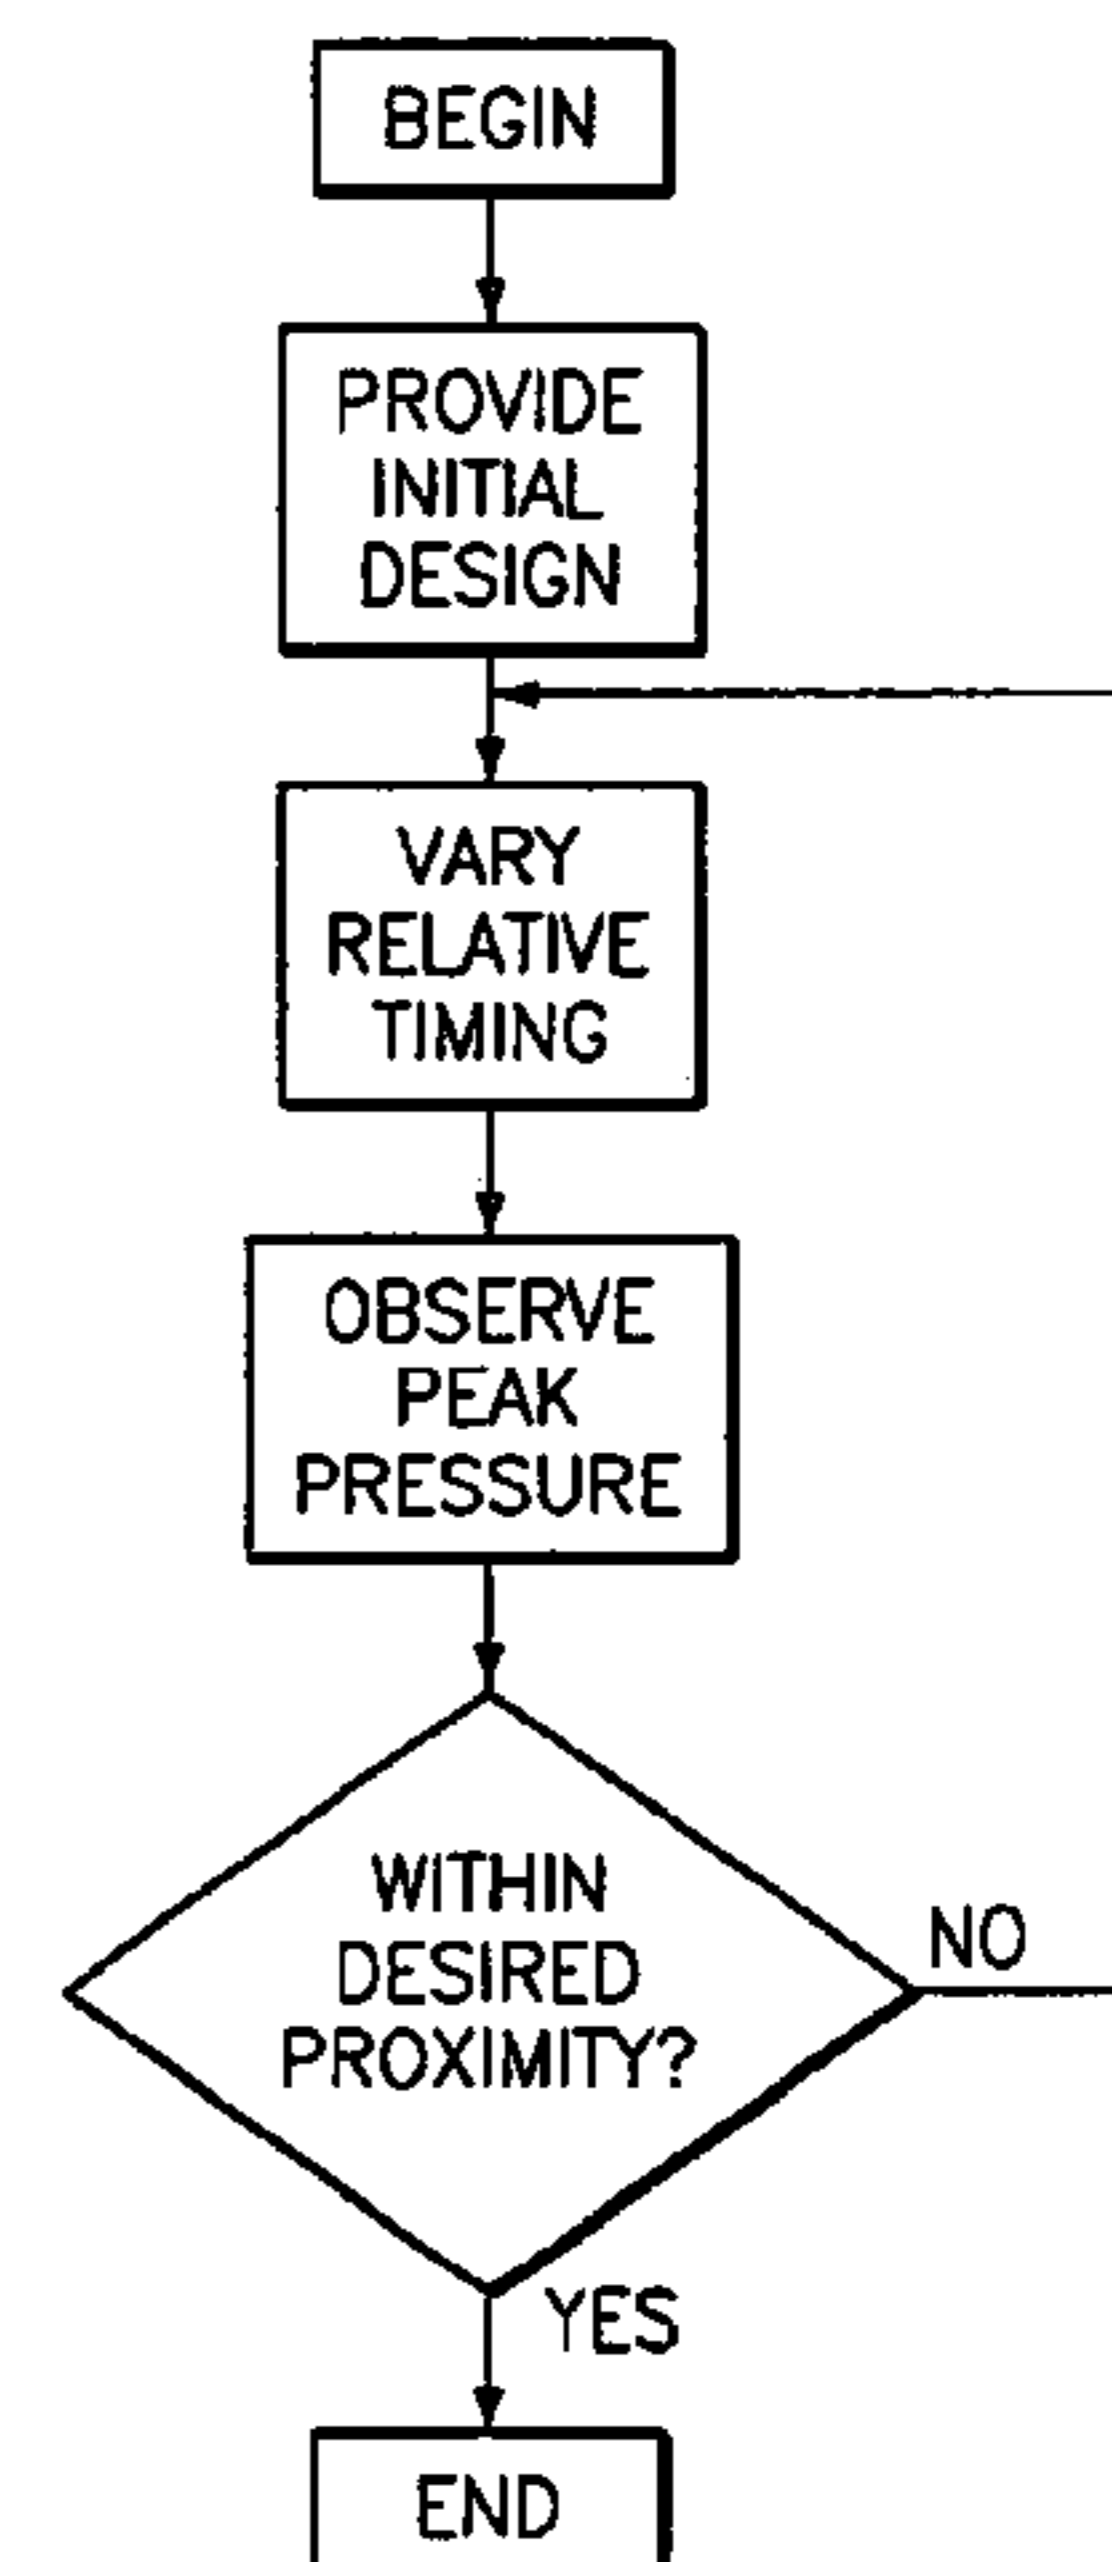 BEGIN
PROVIDE
INITIAL
DESIGN
VARY
RELATIVE
TIMING
OBSERVE
PEAK
PRESSURE
WITHIN
DESIRED
PROXIMITY?
NO
YES
END